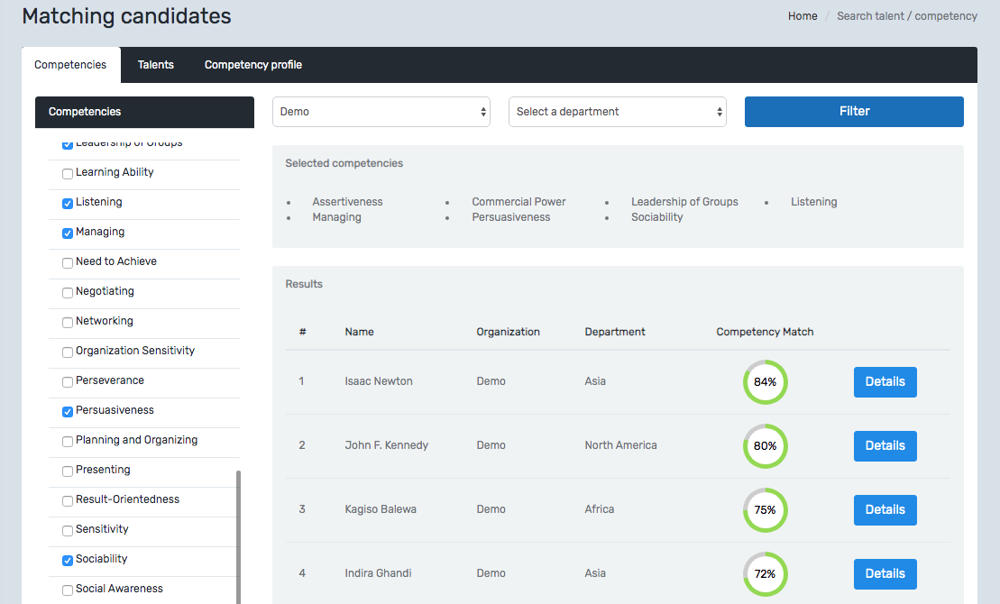 Matching candidates
Home / Search talent / competency
Competencies Talents Competency profile
Competencies
Demo Select a department Filter
Leadership of Groups
Learning Ability
Listening
Managing
Need to Achieve
Negotiating
Networking
Organization Sensitivity
Perseverance
Persuasiveness
Planning and Organizing
Presenting
Result-Orientedness
Sensitivity
Sociability
Social Awareness
Selected competencies
Assertiveness Commercial Power Leadership of Groups Listening
Managing Persuasiveness Sociability
Results
# Name Organization Department Competency Match
1 Isaac Newton Demo Asia 84% Details
2 John F. Kennedy Demo North America 80% Details
3 Kagiso Balewa Demo Africa 75% Details
4 Indira Ghandi Demo Asia 72% Details